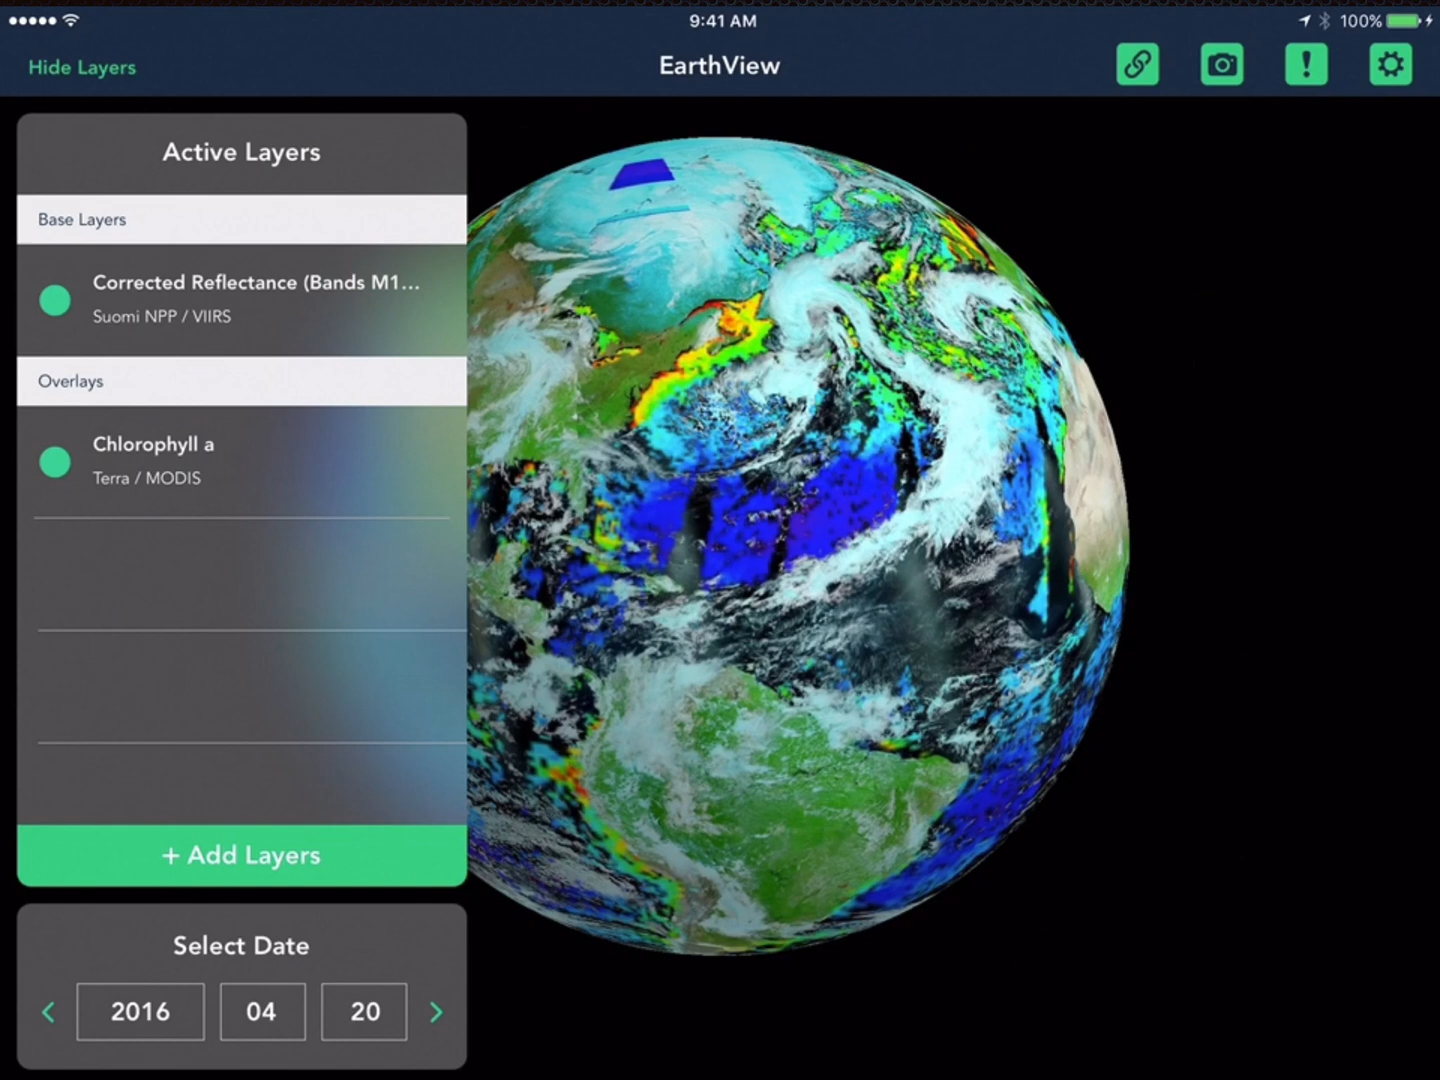 9:41 AM
100%
Hide Layers
EarthView
Active Layers
Base Layers
Corrected Reflectance (Bands M1...
Suomi NPP / VIIRS
Overlays
Chlorophyll a
Terra / MODIS
+ Add Layers
Select Date
2016 04 20